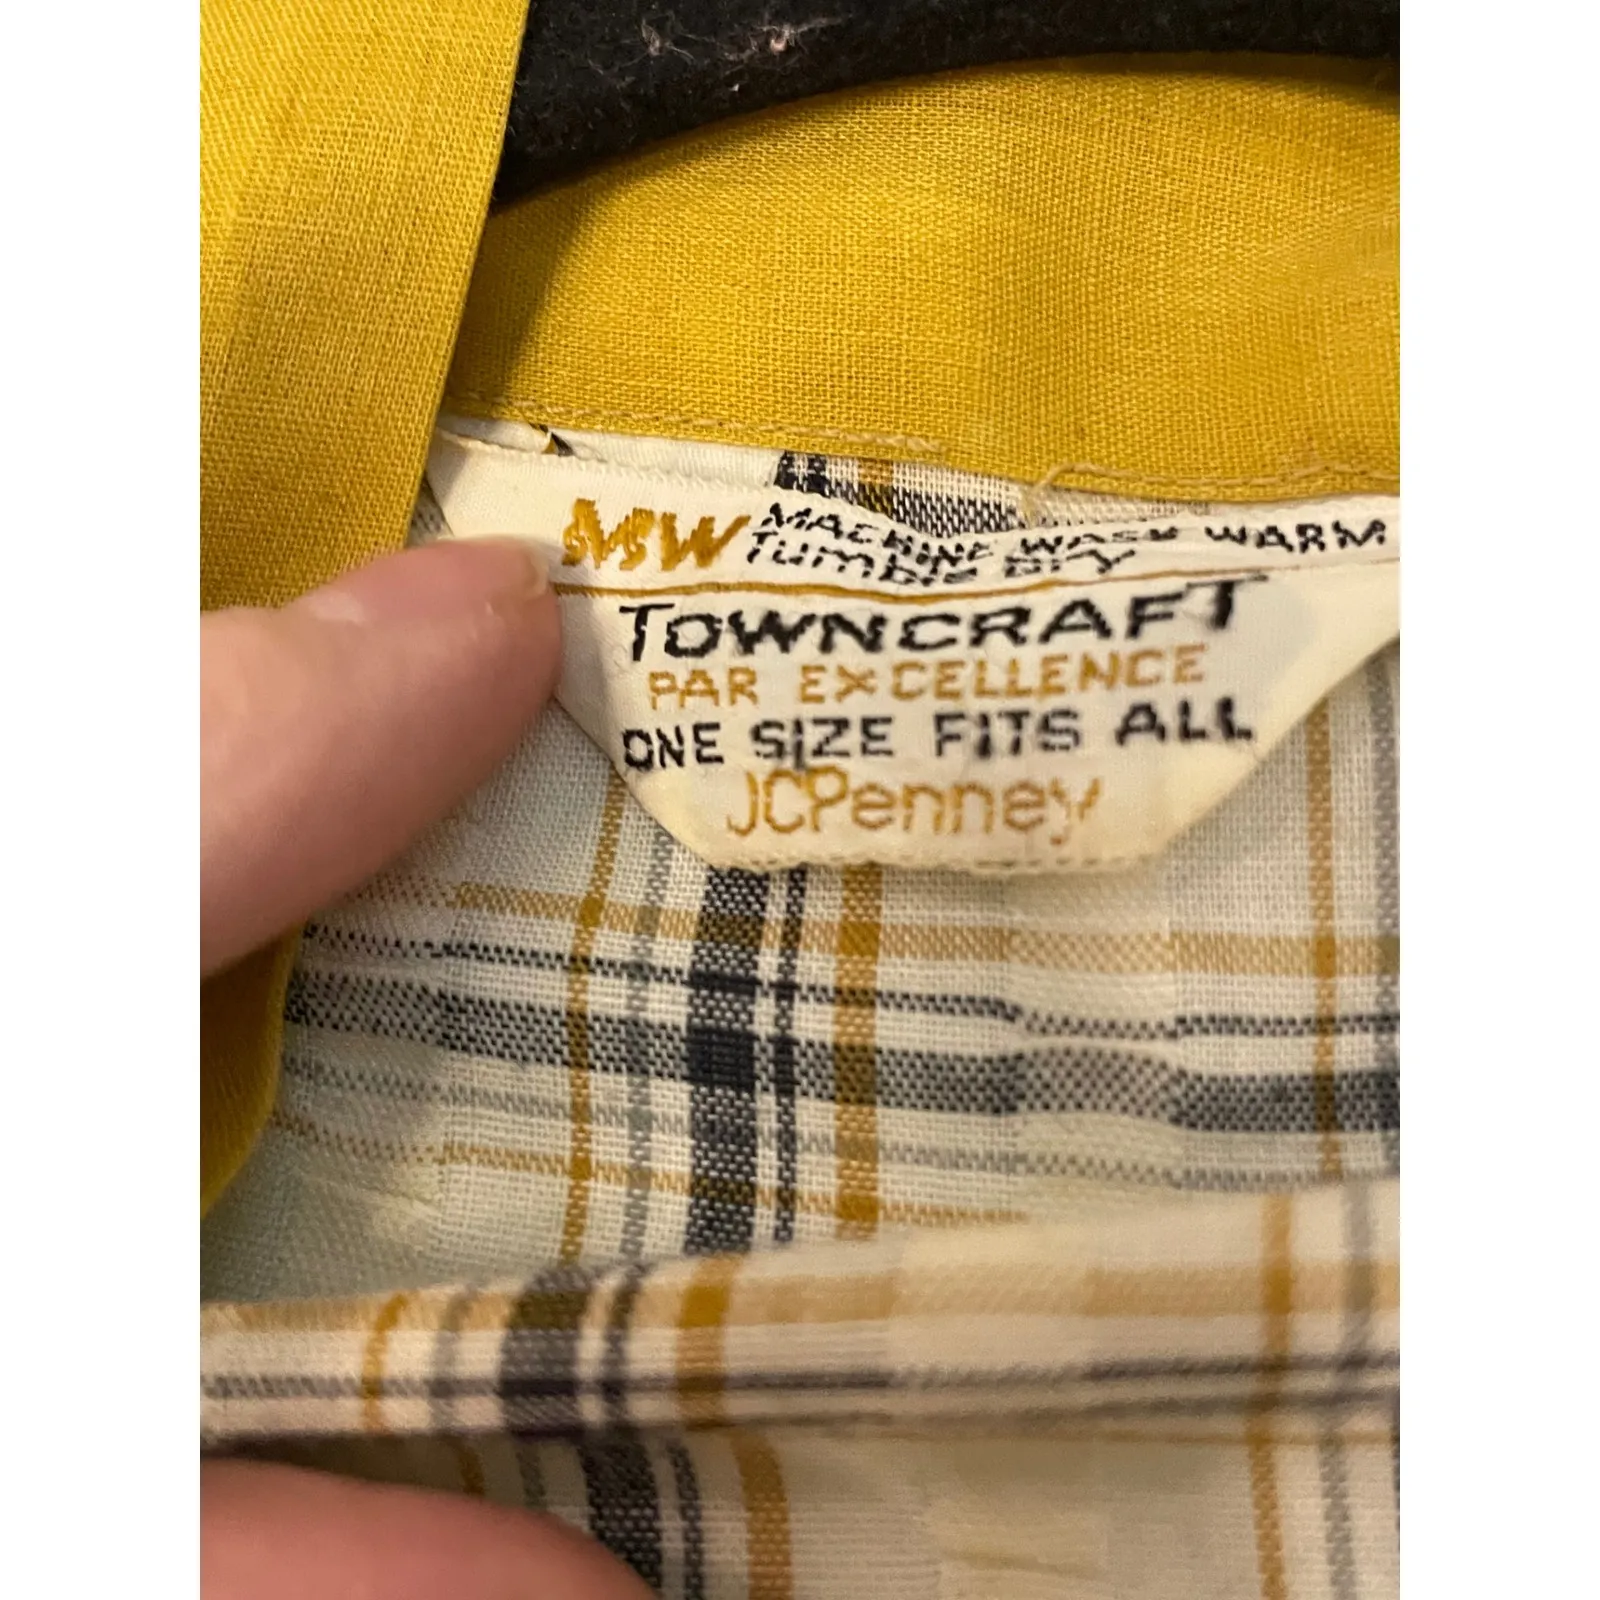 MW MACHINE WASH WARM
TUMBLE DRY
TOWNCRAFT
PAR EXCELLENCE
ONE SIZE FITS ALL
JCPenney